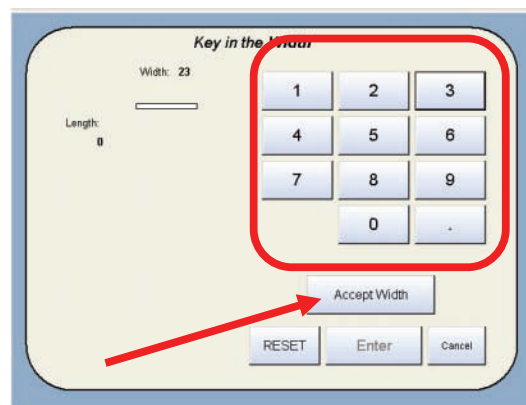 Key in the Width
Width: 23
Length:
0
1 2 3
4 5 6
7 8 9
0 .
Accept Width
RESET Enter Cancel